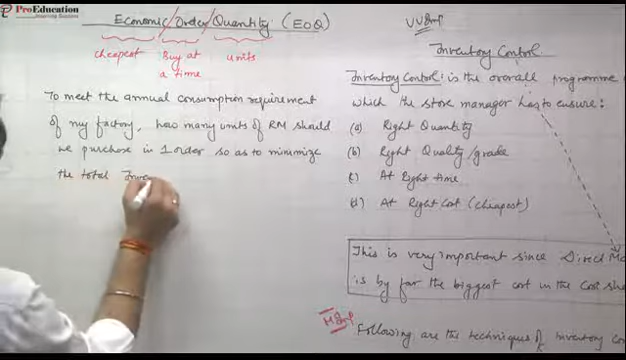 ProEducation
Economic/Order/Quantity (EOQ)
cheapest Buy at units
a time
To meet the annual consumption requirement
of my factory, how many units of RM should
we purchase in 1 order so as to minimize
the total Inve
VVImp
Inventory Control
Inventory Control: is the overall programme
which the store manager has to ensure:
(a) Right Quantity
(b) Right Quality/grade
(c) At Right time
(d) At Right Cost (cheapest)
This is very important since Direct Ma
is by far the biggest cost in the Cost She
Following are the techniques of Inventory Co